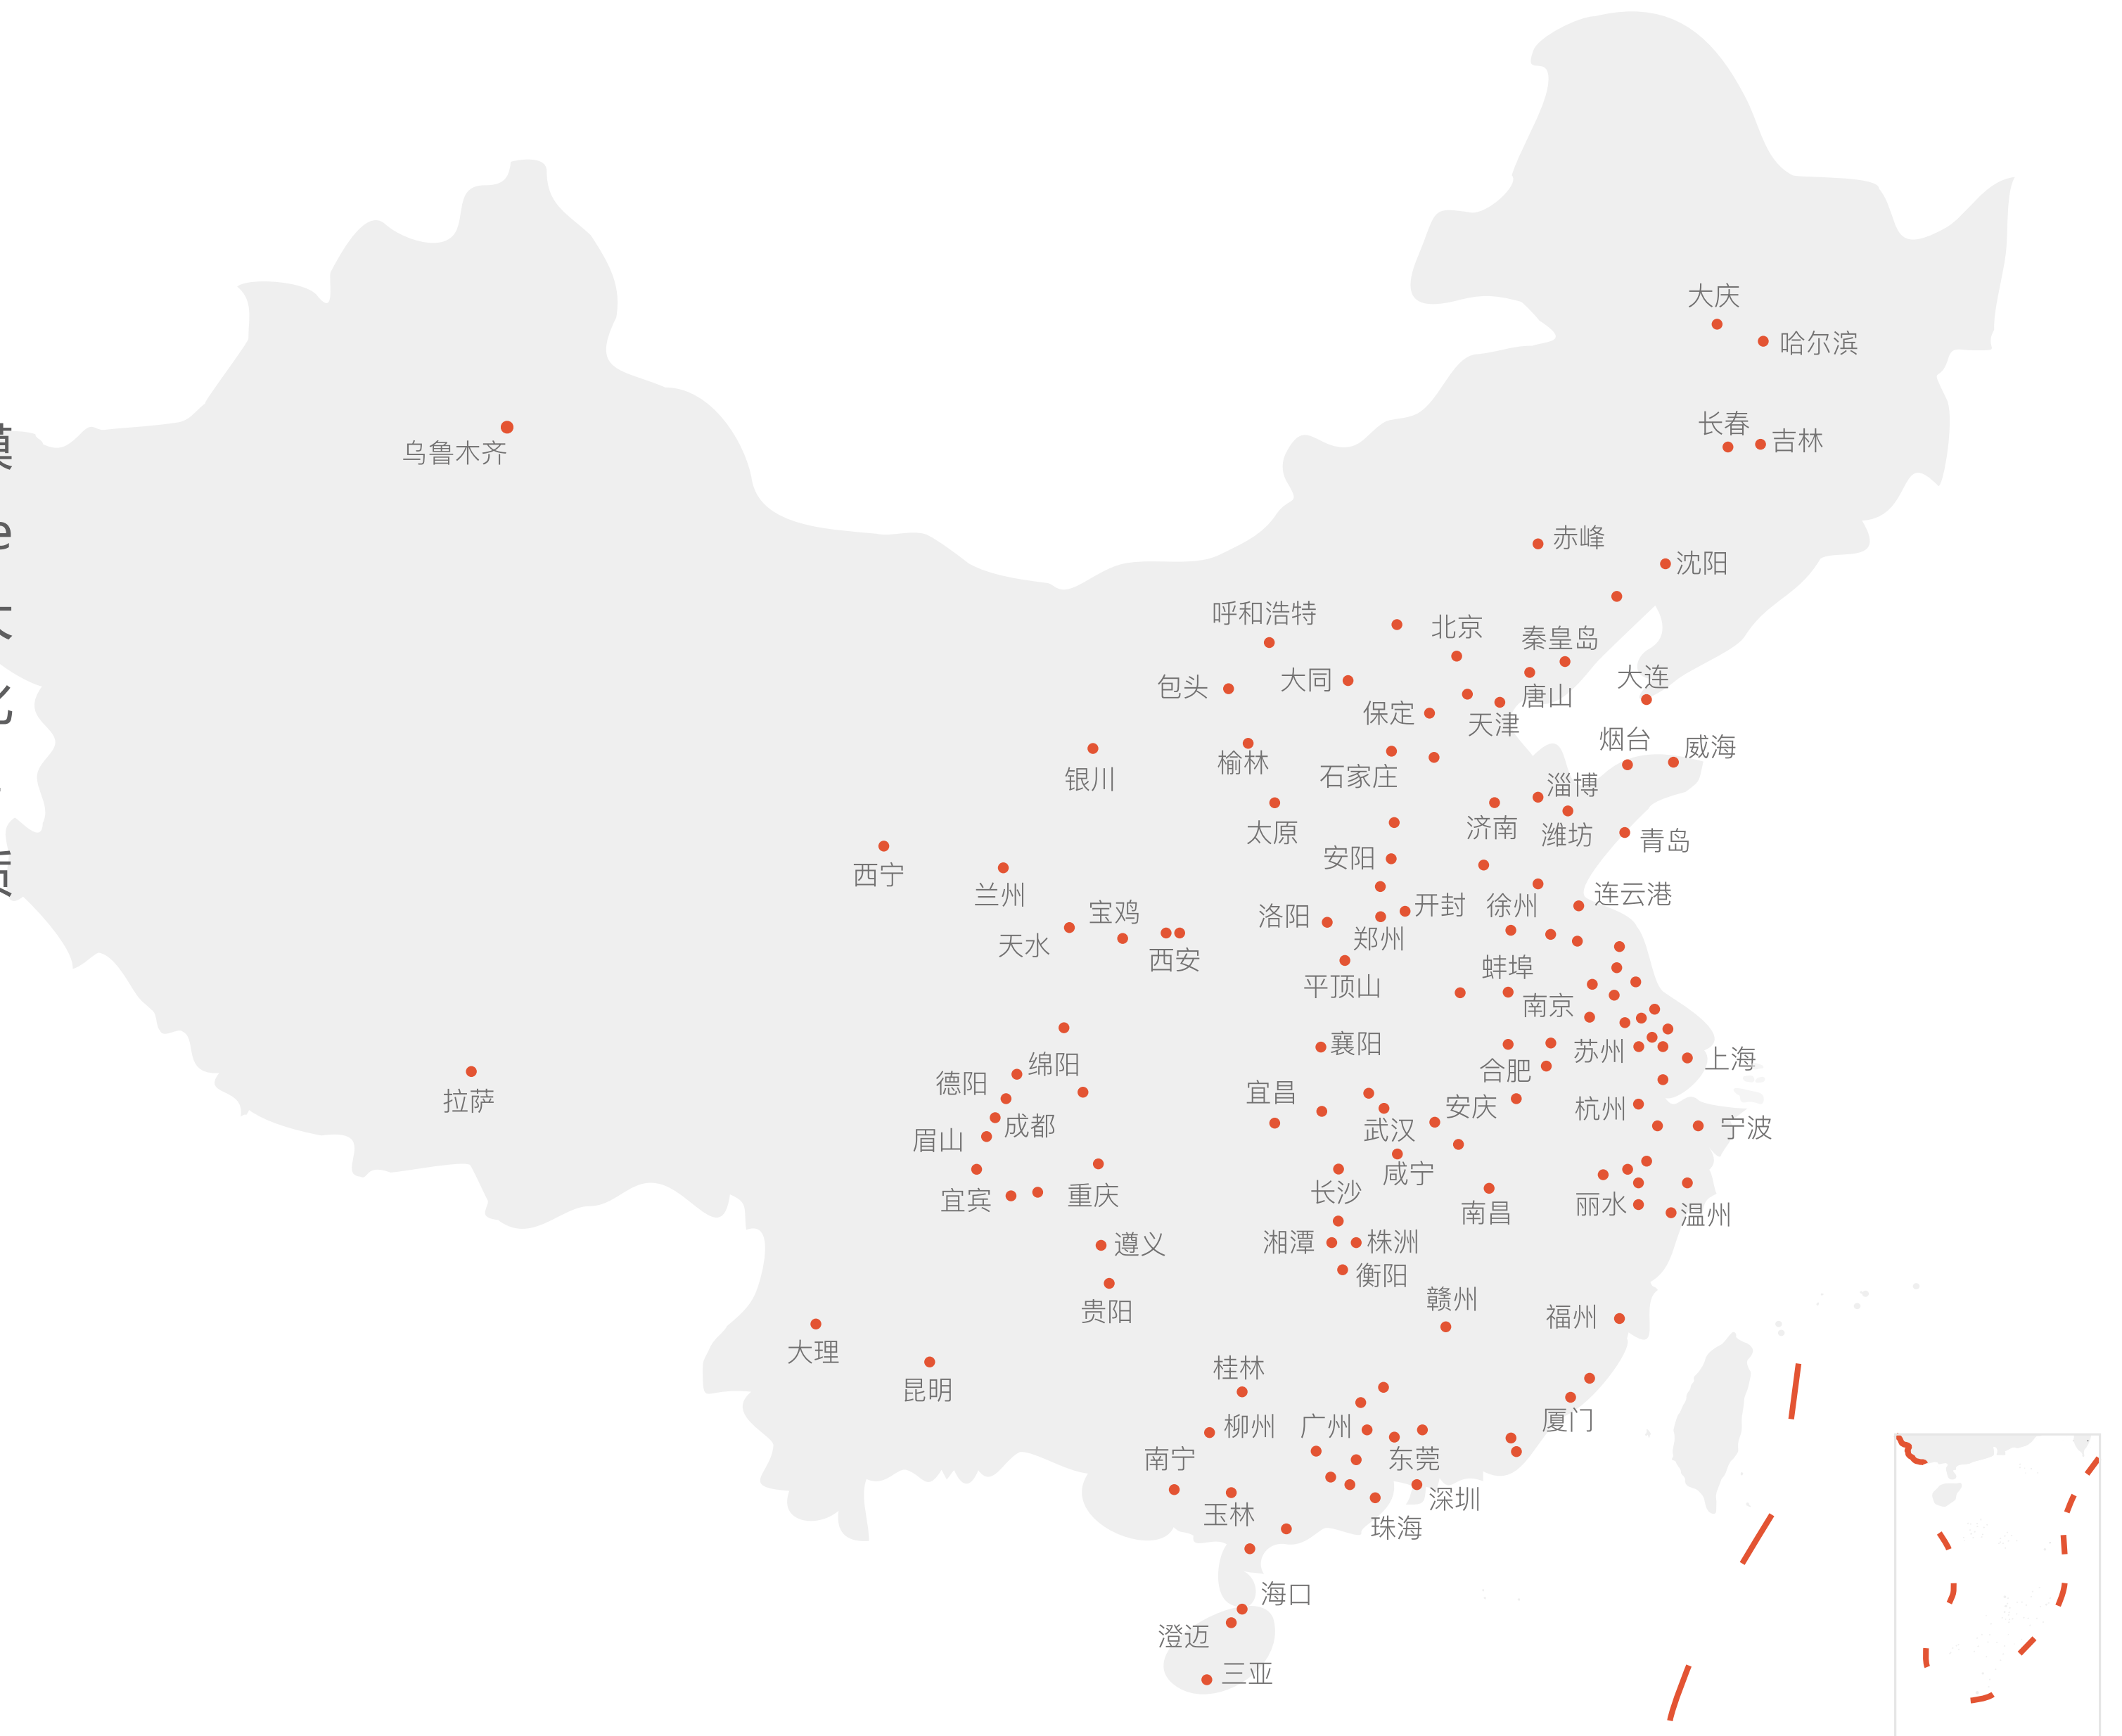 大庆
哈尔滨
长春
吉林
乌鲁木齐
e
赤峰
沈阳
呼和浩特
北京
秦皇岛
大连
包头
大同
唐山
保定
天津
烟台
威海
榆林
石家庄
银川
淄博
太原
济南
潍坊
青岛
安阳
西宁
兰州
连云港
宝鸡
洛阳
开封
徐州
天水
西安
郑州
平顶山
蚌埠
南京
襄阳
苏州
上海
绵阳
合肥
德阳
宜昌
拉萨
安庆
杭州
成都
武汉
宁波
眉山
咸宁
宜宾
重庆
长沙
南昌
丽水
温州
遵义
湘潭
株洲
衡阳
贵阳
赣州
福州
大理
桂林
昆明
柳州
广州
厦门
南宁
东莞
玉林
深圳
珠海
海口
澄迈
三亚